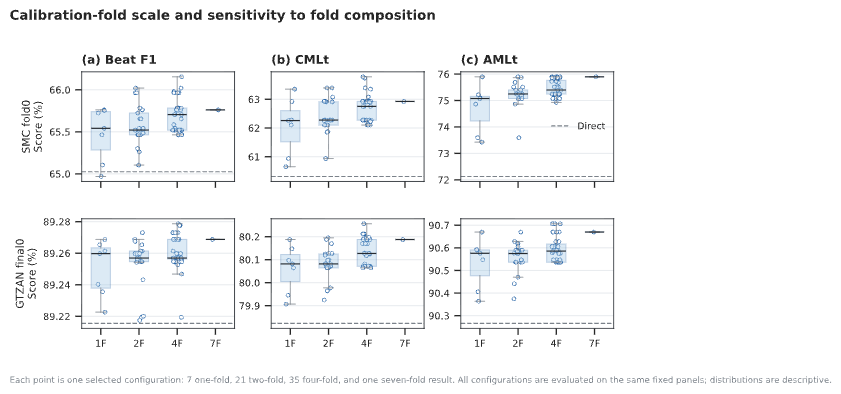 Calibration-fold scale and sensitivity to fold composition
(a) Beat F1
(b) CMLt
(c) AMLt
SMC fold0
Score (%)
66.0
65.5
65.0
63
62
61
76
75
74
73
72
Direct
GTZAN final0
Score (%)
89.28
89.26
89.24
89.22
80.2
80.1
80.0
79.9
90.7
90.6
90.5
90.4
90.3
1F 2F 4F 7F
1F 2F 4F 7F
1F 2F 4F 7F
Each point is one selected configuration: 7 one-fold, 21 two-fold, 35 four-fold, and one seven-fold result. All configurations are evaluated on the same fixed panels; distributions are descriptive.